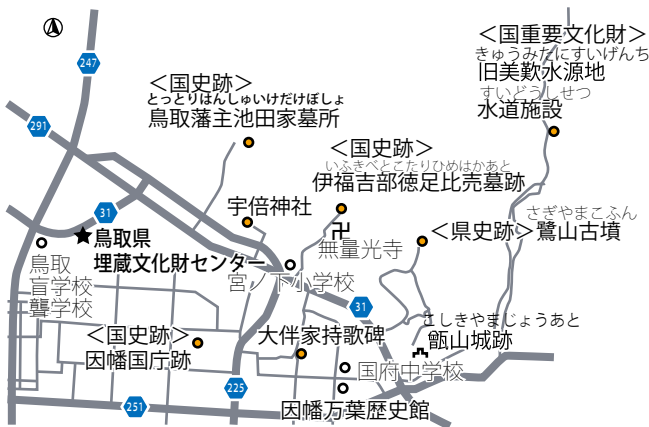 247
291
31
<国史跡>
とっとりはんしゅいけだけぼしょ
鳥取藩主池田家墓所
<国重要文化財>
きゅうみたにすいげんち
旧美歎水源地
すいどうしせつ
水道施設
<国史跡>
いふきべとこたりひめはかあと
伊福吉部徳足比売墓跡
宇倍神社
卍
無量光寺
さぎやまこふん
<県史跡>鷺山古墳
★鳥取県
埋蔵文化財センター
鳥取
盲学校
聾学校
宮ノ下小学校
31
こしきやまじょうあと
甑山城跡
<国史跡>
因幡国庁跡
大伴家持歌碑
国府中学校
225
251
因幡万葉歴史館